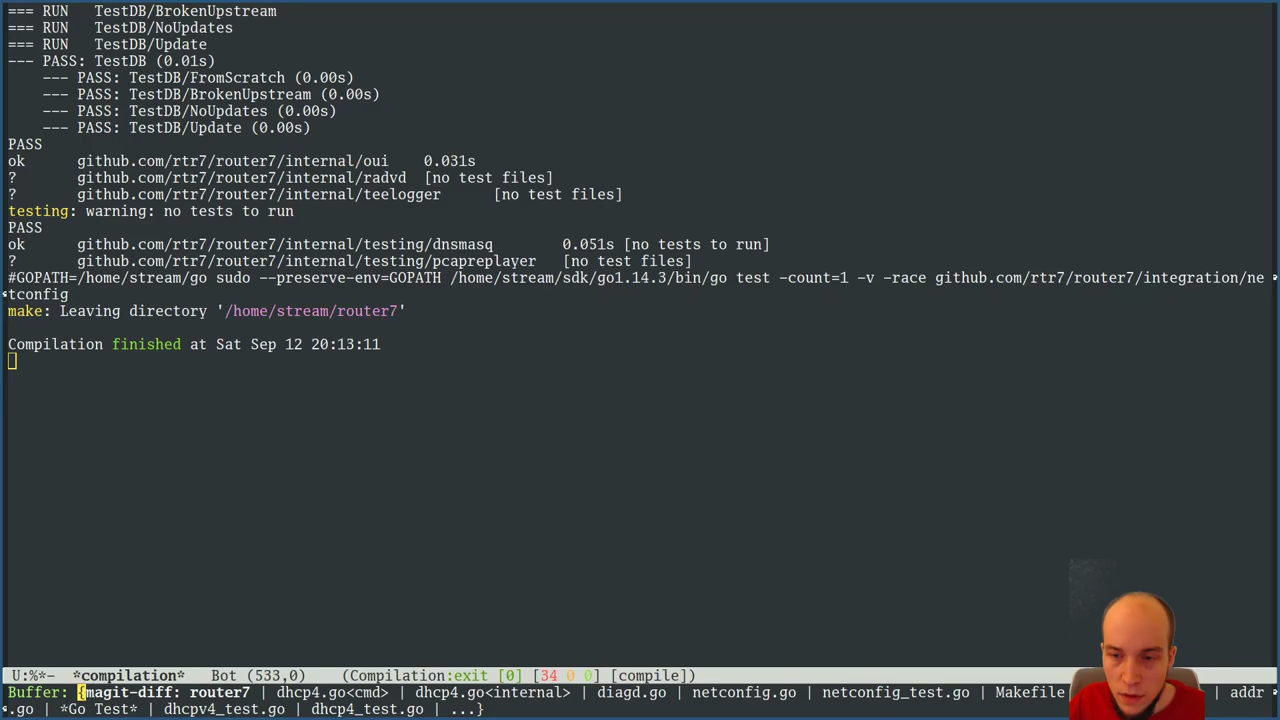 === RUN   TestDB/BrokenUpstream
=== RUN   TestDB/NoUpdates
=== RUN   TestDB/Update
--- PASS: TestDB (0.01s)
    --- PASS: TestDB/FromScratch (0.00s)
    --- PASS: TestDB/BrokenUpstream (0.00s)
    --- PASS: TestDB/NoUpdates (0.00s)
    --- PASS: TestDB/Update (0.00s)
PASS
ok      github.com/rtr7/router7/internal/oui    0.031s
?       github.com/rtr7/router7/internal/radvd  [no test files]
?       github.com/rtr7/router7/internal/teelogger      [no test files]
testing: warning: no tests to run
PASS
ok      github.com/rtr7/router7/internal/testing/dnsmasq        0.051s [no tests to run]
?       github.com/rtr7/router7/internal/testing/pcapreplayer   [no test files]
#GOPATH=/home/stream/go sudo --preserve-env=GOPATH /home/stream/sdk/go1.14.3/bin/go test -count=1 -v -race github.com/rtr7/router7/integration/ne
tconfig
make: Leaving directory '/home/stream/router7'
Compilation finished at Sat Sep 12 20:13:11
U:%*-  *compilation*   Bot (533,0)    (Compilation:exit [0] [34 0 0] [compile])
Buffer: {magit-diff: router7 | dhcp4.go<cmd> | dhcp4.go<internal> | diagd.go | netconfig.go | netconfig_test.go | Makefile | addr
.go | *Go Test* | dhcpv4_test.go | dhcp4_test.go | ...}